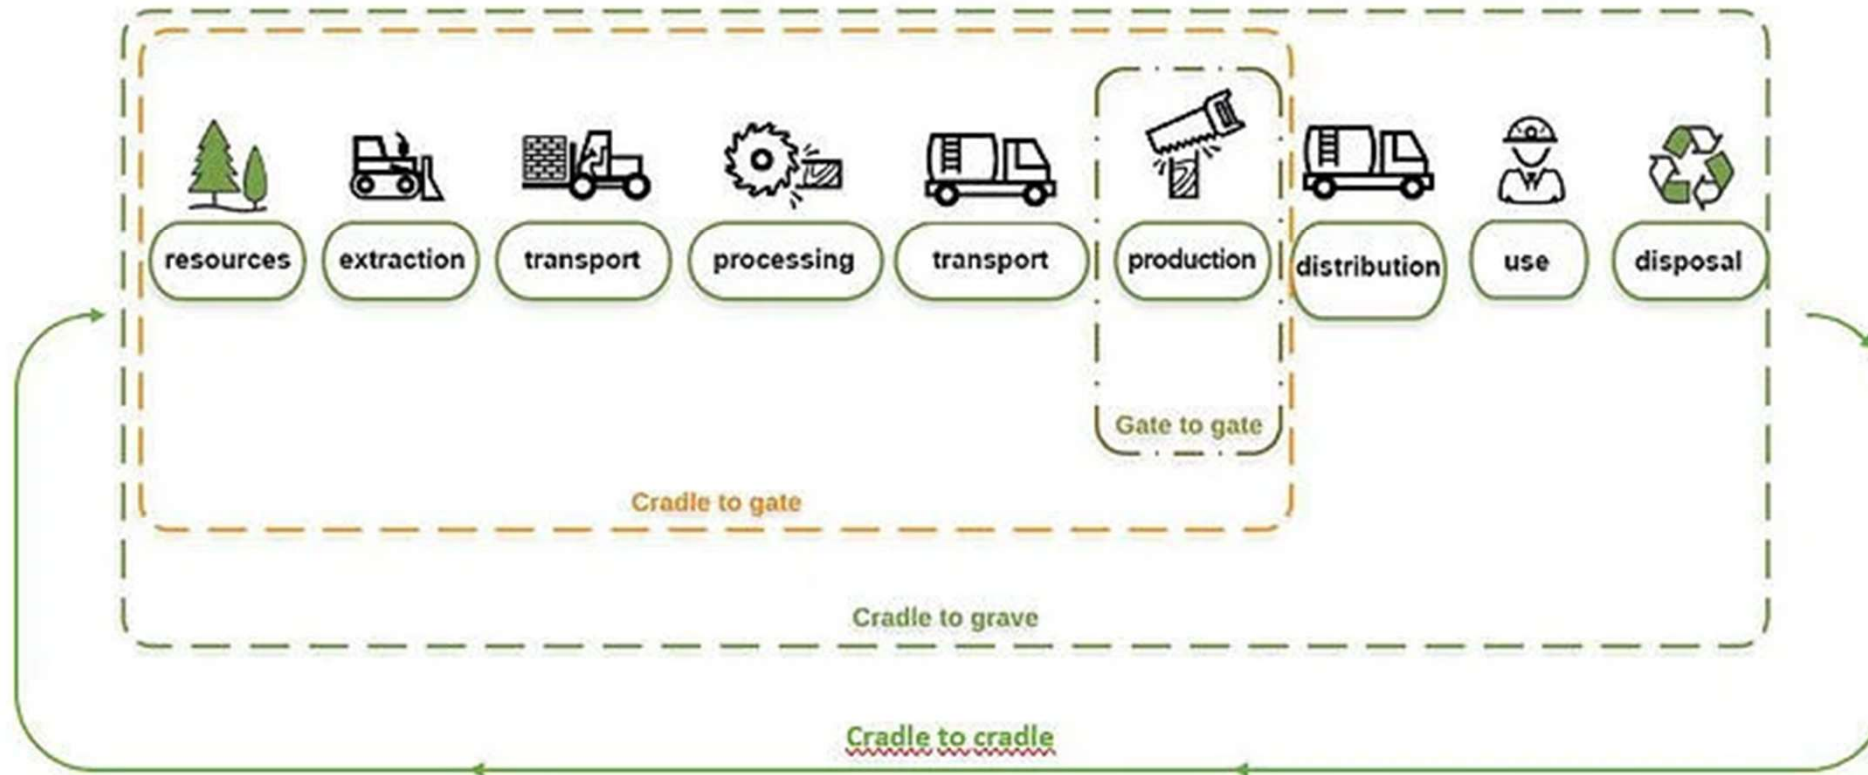 resources
extraction
transport
processing
transport
production
distribution
use
disposal
Gate to gate
Cradle to gate
Cradle to grave
Cradle to cradle